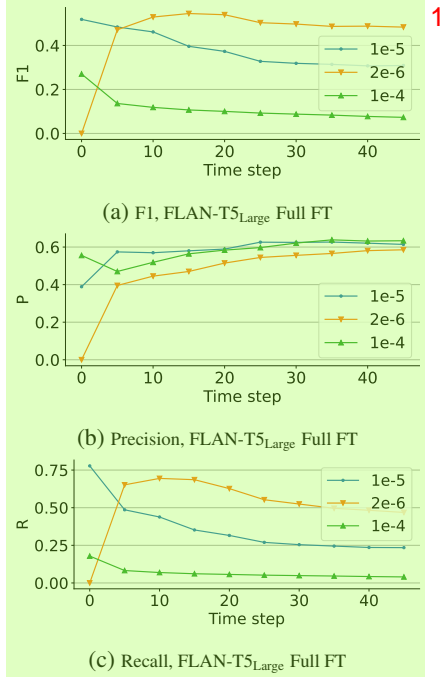 1
F1
0.4
0.2
0.0
1e-5
2e-6
1e-4
0 10 20 30 40
Time step
(a) F1, FLAN-T5Large Full FT
P
0.6
0.4
0.2
0.0
1e-5
2e-6
1e-4
0 10 20 30 40
Time step
(b) Precision, FLAN-T5Large Full FT
R
0.75
0.50
0.25
0.00
1e-5
2e-6
1e-4
0 10 20 30 40
Time step
(c) Recall, FLAN-T5Large Full FT